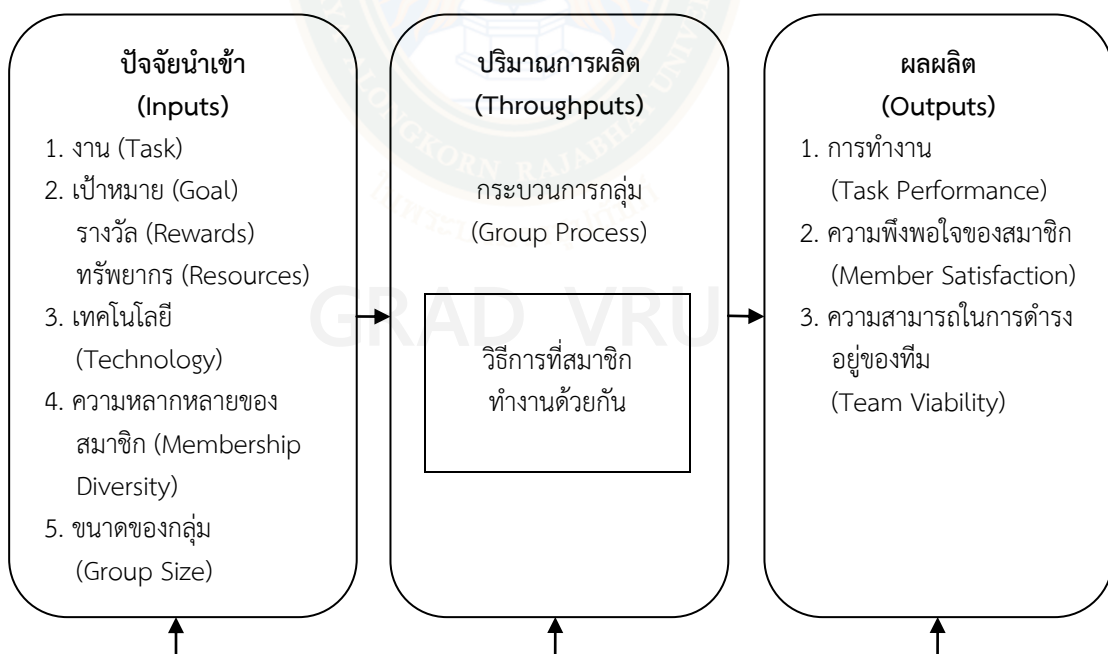 ปัจจัยนำเข้า
(Inputs)
1. งาน (Task)
2. เป้าหมาย (Goal)
รางวัล (Rewards)
ทรัพยากร (Resources)
3. เทคโนโลยี
(Technology)
4. ความหลากหลายของ
สมาชิก (Membership
Diversity)
5. ขนาดของกลุ่ม
(Group Size)
ปริมาณการผลิต
(Throughputs)
กระบวนการกลุ่ม
(Group Process)
วิธีการที่สมาชิก
ทำงานด้วยกัน
ผลผลิต
(Outputs)
1. การทำงาน
(Task Performance)
2. ความพึงพอใจของสมาชิก
(Member Satisfaction)
3. ความสามารถในการดำรง
อยู่ของทีม
(Team Viability)
GRAD VRU